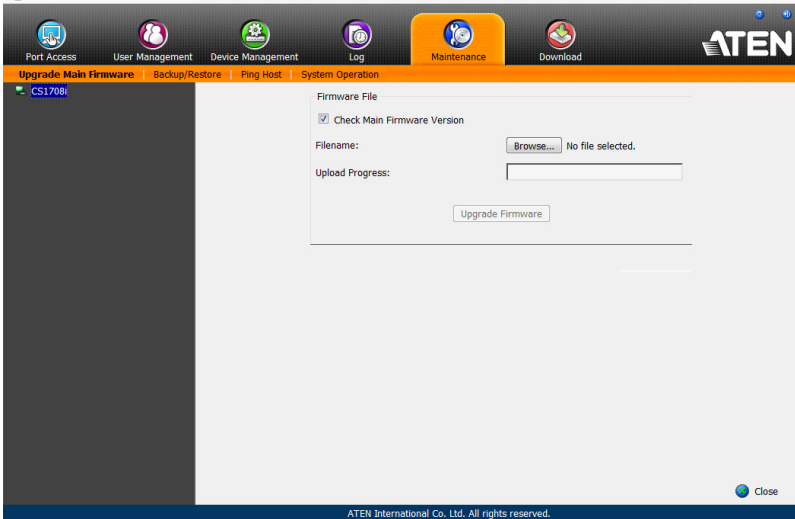 ATEN
Port Access User Management Device Management Log Maintenance Download
Upgrade Main Firmware | Backup/Restore | Ping Host | System Operation
CS1708i
Firmware File
Check Main Firmware Version
Filename: Browse... No file selected.
Upload Progress:
Upgrade Firmware
Close
ATEN International Co. Ltd. All rights reserved.